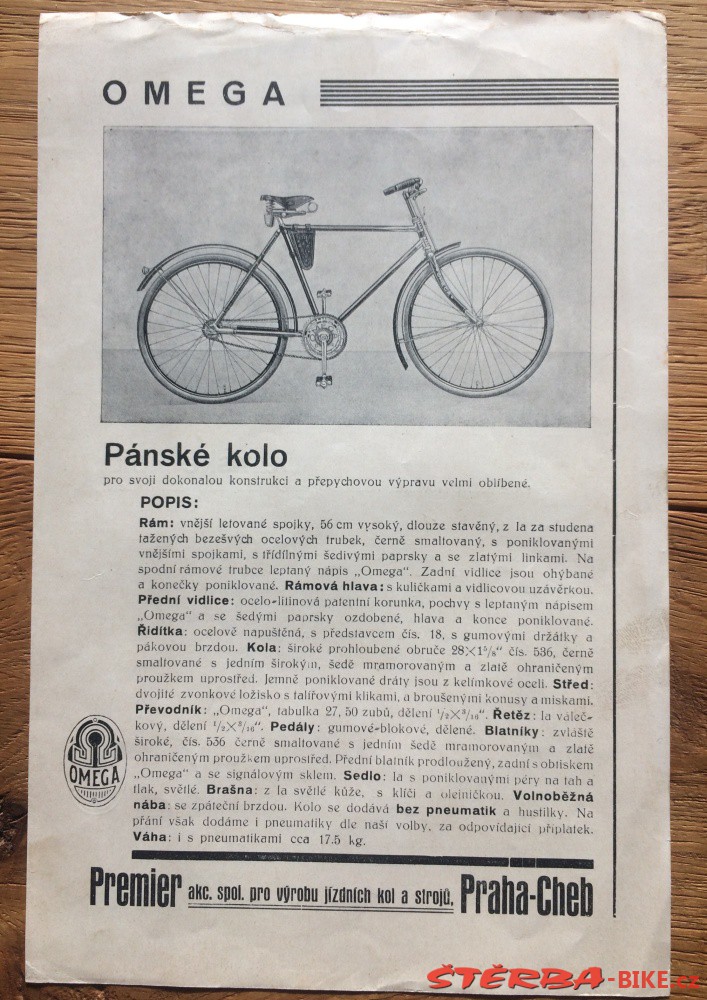 OMEGA
Pánské kolo
pro svoji dokonalou konstrukci a přepychovou výpravu velmi oblíbené.
POPIS:
Rám: vnější letované spojky, 56 cm vysoký, dlouze stavěný, z Ia za studena
tažených bezešvých ocelových trubek, černě smaltovaný, s poniklovanými
vnějšími spojkami, s třídílnými šedivými paprsky a se zlatými linkami. Na
spodní rámové trubce leptaný nápis „Omega". Zadní vidlice jsou ohýbané
a konečky poniklované. Rámová hlava: s kuličkami a vidlicovou uzávěrkou.
Přední vidlice: ocelo-litinová patentní korunka, pochvy s leptaným nápisem
„Omega" a se šedými paprsky ozdobené, hlava a konce poniklované.
Řidítka: ocelově napuštěná, s představcem čís. 18, s gumovými držátky a
pákovou brzdou. Kola: široké prohloubené obruče 28×1⁵/₈" čís. 536, černě
smaltované s jedním širokým, šedě mramorovaným a zlatě ohraničeným
proužkem uprostřed. Jemně poniklované dráty jsou z kelímkové oceli. Střed:
dvojité zvonkové ložisko s talířovými klikami, a broušenými konusy a miskami.
Převodník: „Omega", tabulka 27, 50 zubů, dělení ¹/₂×³/₁₆". Řetěz: Ia váleč-
kový, dělení ¹/₂×³/₁₆". Pedály: gumové-blokové, dělené. Blatníky: zvláště
široké, čís. 536 černě smaltované s jedním šedě mramorovaným a zlatě
ohraničeným proužkem uprostřed. Přední blatník prodloužený, zadní s obtiskem
„Omega" a se signálovým sklem. Sedlo: Ia s poniklovanými péry na tah a
tlak, světlé. Brašna: z Ia světlé kůže, s klíči a olejničkou. Volnoběžná
nába: se zpáteční brzdou. Kolo se dodává bez pneumatik a hustilky. Na
přání však dodáme i pneumatiky dle naší volby, za odpovídající příplatek.
Váha: i s pneumatikami cca 17.5 kg.
OMEGA
Premier akc. spol. pro výrobu jízdních kol a strojů, Praha-Cheb
ŠTĚRBA-BIKE.cz